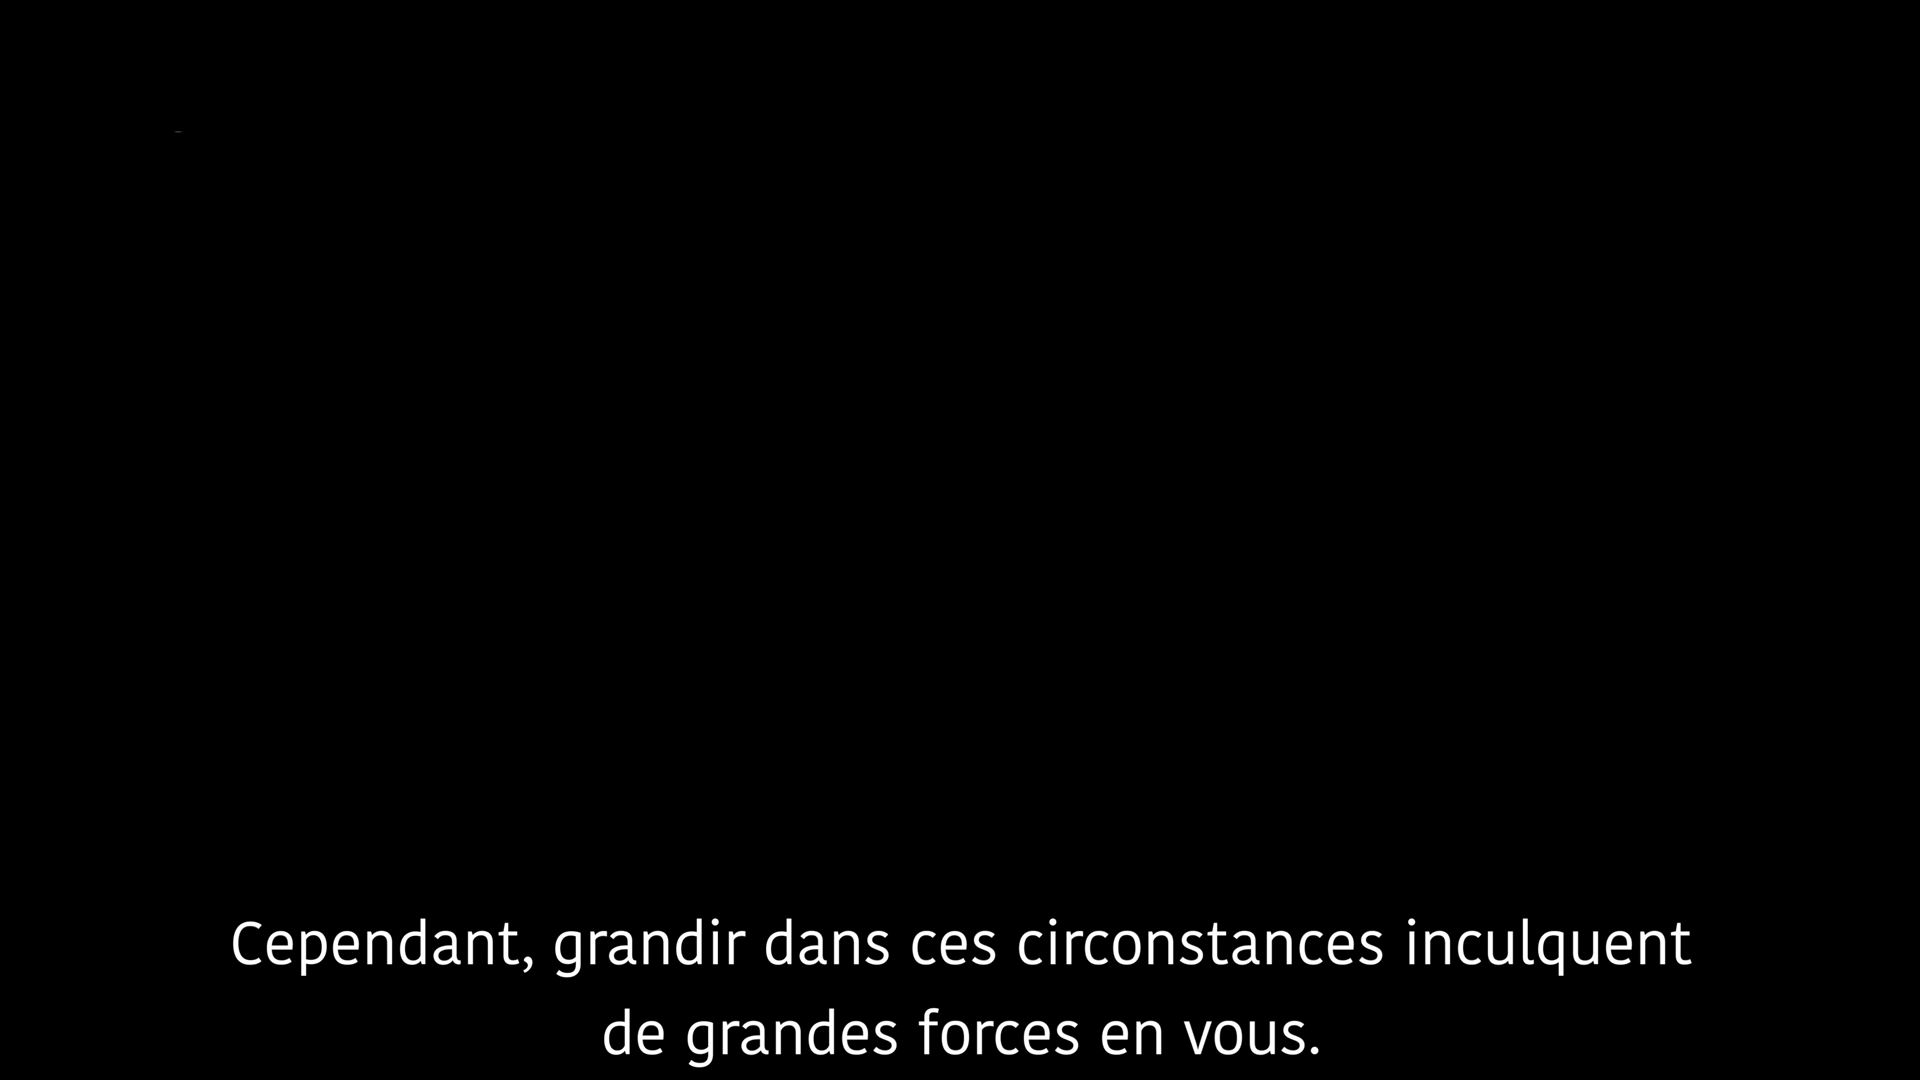 Cependant, grandir dans ces circonstances inculquent
de grandes forces en vous.